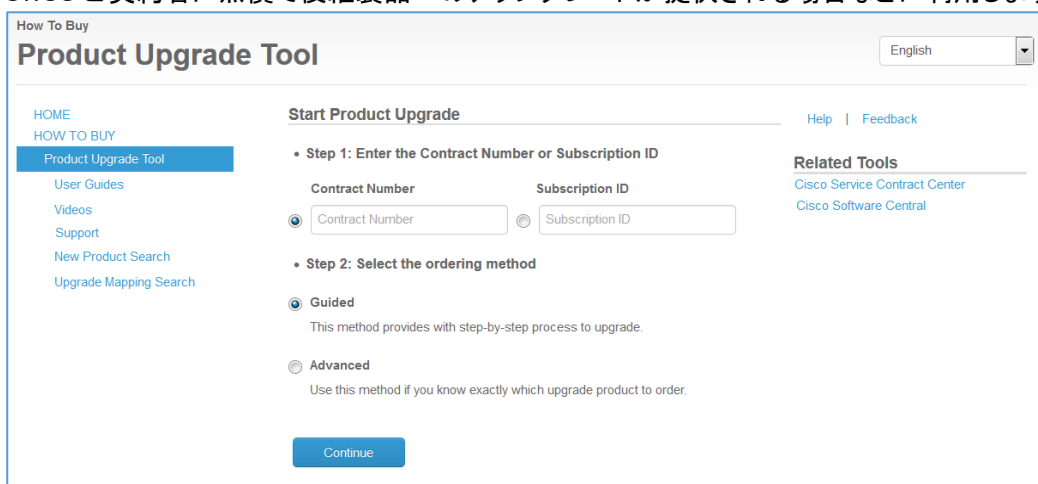 How To Buy
Product Upgrade Tool
English
HOME
HOW TO BUY
Product Upgrade Tool
User Guides
Videos
Support
New Product Search
Upgrade Mapping Search
Start Product Upgrade
• Step 1: Enter the Contract Number or Subscription ID
Contract Number
Subscription ID
Contract Number
Subscription ID
• Step 2: Select the ordering method
Guided
This method provides with step-by-step process to upgrade.
Advanced
Use this method if you know exactly which upgrade product to order.
Continue
Help | Feedback
Related Tools
Cisco Service Contract Center
Cisco Software Central